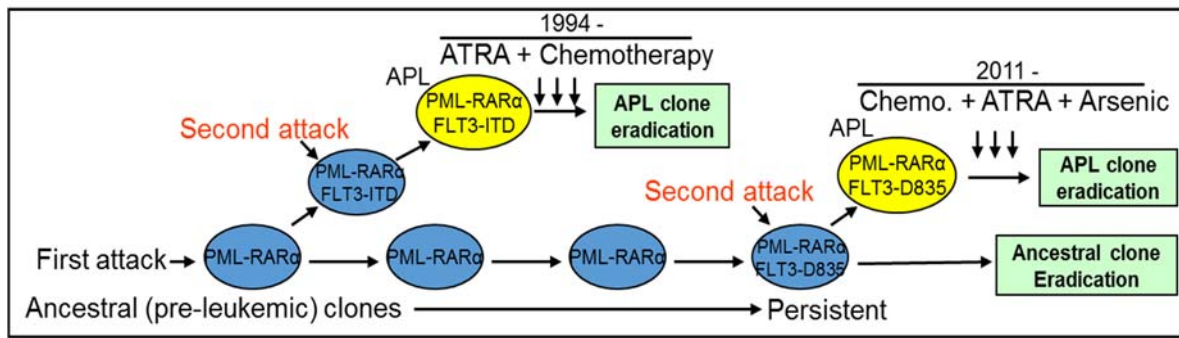 1994 -
ATRA + Chemotherapy
APL
PML-RARα
FLT3-ITD
APL clone
eradication
Second attack
PML-RARα
FLT3-ITD
2011 -
Chemo. + ATRA + Arsenic
APL
PML-RARα
FLT3-D835
APL clone
eradication
Second attack
First attack
PML-RARα
PML-RARα
PML-RARα
PML-RARα
FLT3-D835
Ancestral clone
Eradication
Ancestral (pre-leukemic) clones
Persistent